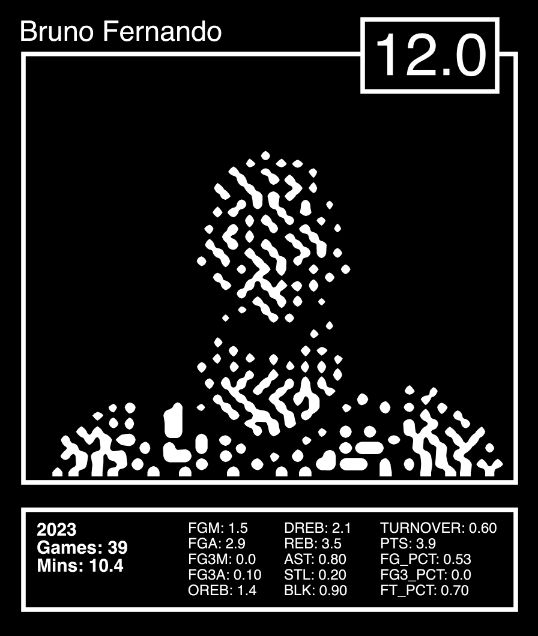 Bruno Fernando
12.0
2023
Games: 39
Mins: 10.4
FGM: 1.5
FGA: 2.9
FG3M: 0.0
FG3A: 0.10
OREB: 1.4
DREB: 2.1
REB: 3.5
AST: 0.80
STL: 0.20
BLK: 0.90
TURNOVER: 0.60
PTS: 3.9
FG_PCT: 0.53
FG3_PCT: 0.0
FT_PCT: 0.70